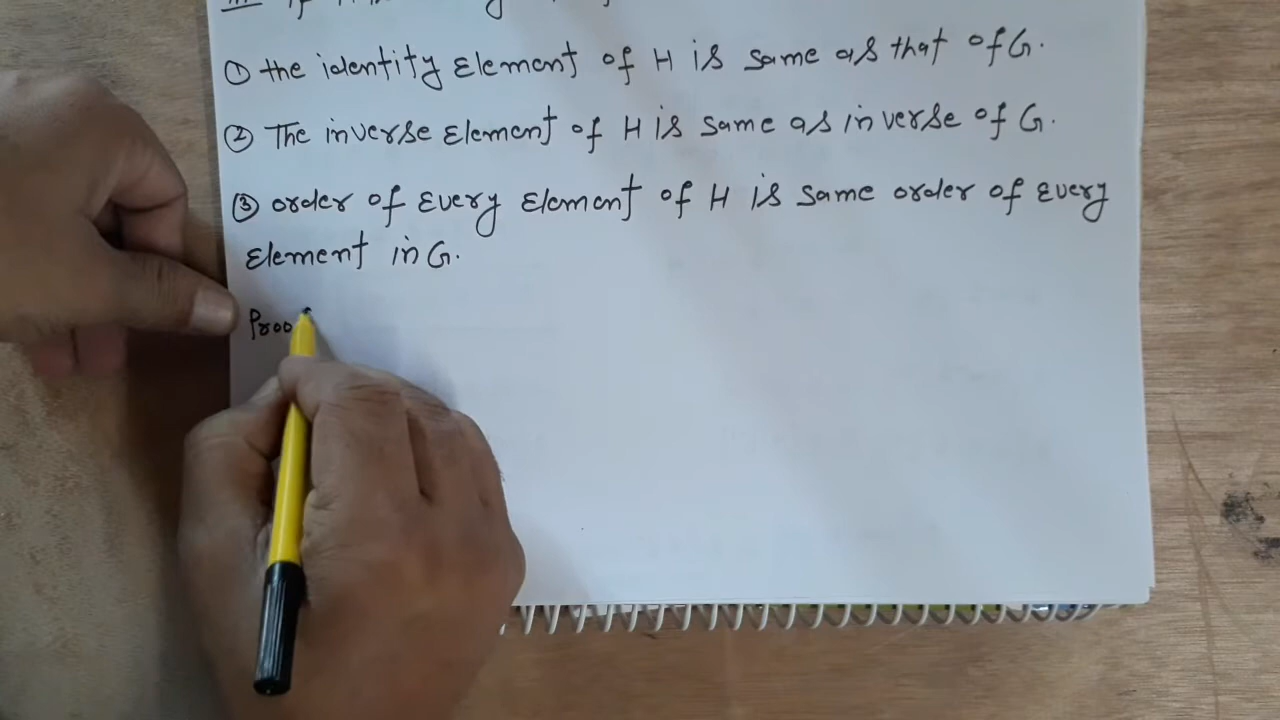 ① the identity Element of H is same as that of G.
② The inverse Element of H is same as inverse of G.
③ order of Every Element of H is same order of Every
Element in G.
Proof